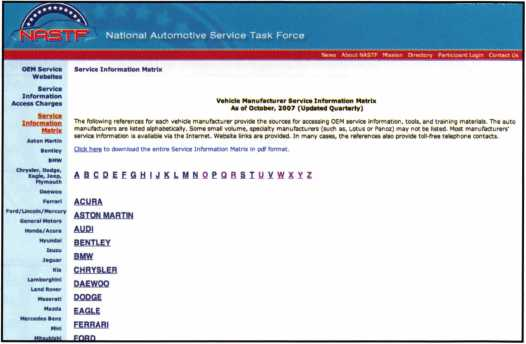 NASTF
National Automotive Service Task Force
News About NASTF Mission Directory Participant Login Contact Us
OEM Service
Websites
Service
Information
Access Charges
Service
Information
Matrix
Aston Martin
Bentley
BMW
Chrysler, Dodge,
Eagle, Jeep,
Plymouth
Daewoo
Ferrari
Ford/Lincoln/Mercury
General Motors
Honda/Acura
Hyundai
Isuzu
Jaguar
Kia
Lamborghini
Land Rover
Maserati
Mazda
Mercedes Benz
Mini
Mitsubishi
Service Information Matrix
Vehicle Manufacturer Service Information Matrix
As of October, 2007 (Updated Quarterly)
The following references for each vehicle manufacturer provide the sources for accessing OEM service information, tools, and training materials. The auto
manufacturers are listed alphabetically. Some small volume, specialty manufacturers (such as, Lotus or Panoz) may not be listed. Most manufacturers'
service information is available via the Internet. Website links are provided. In many cases, the references also provide toll-free telephone contacts.
Click here to download the entire Service Information Matrix in pdf format.
A B C D E F G H I J K L M N O P Q R S T U V W X Y Z
ACURA
ASTON MARTIN
AUDI
BENTLEY
BMW
CHRYSLER
DAEWOO
DODGE
EAGLE
FERRARI
FORD